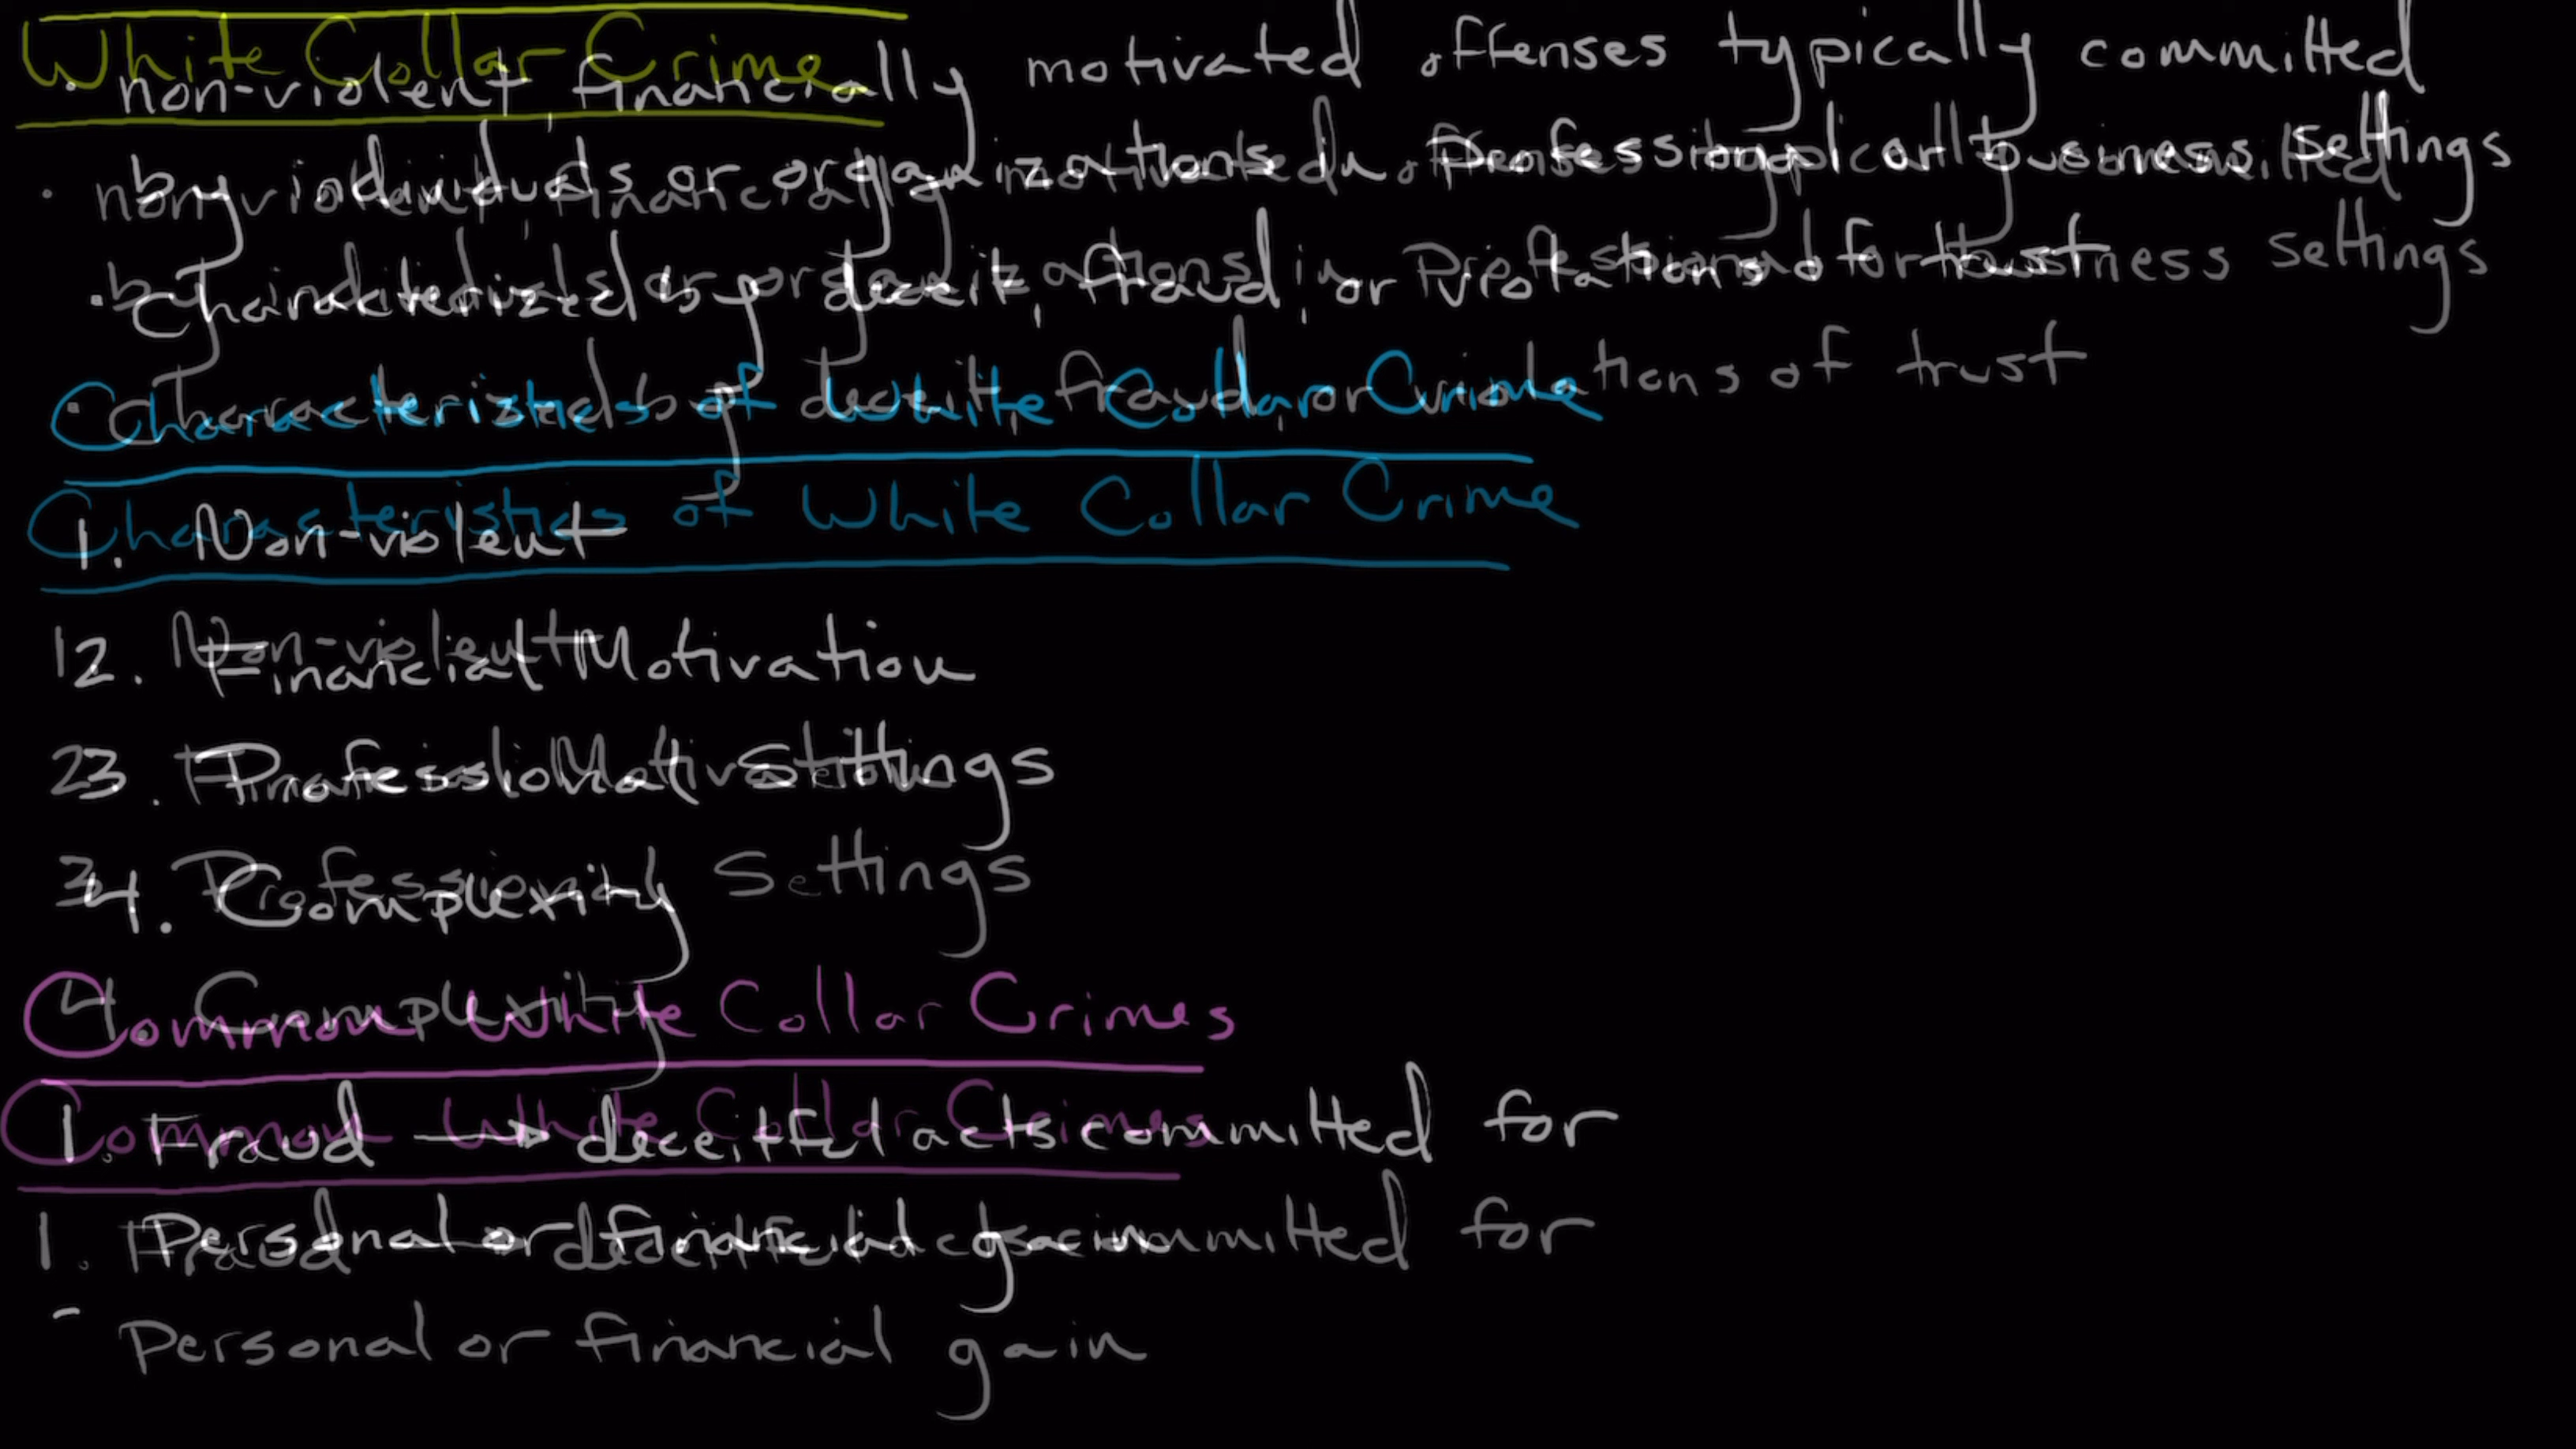 White Collar Crime
· non-violent, financially motivated offenses typically committed
by individuals or organizations in Professional or business settings
· Characterized by deceit, fraud, or Violations of trust
Characteristics of White Collar Crime
1. Non-violent
2. Financial Motivation
3. Professional Settings
4. Complexity
Common White Collar Crimes
1. Fraud → deceitful acts committed for
Personal or financial gain